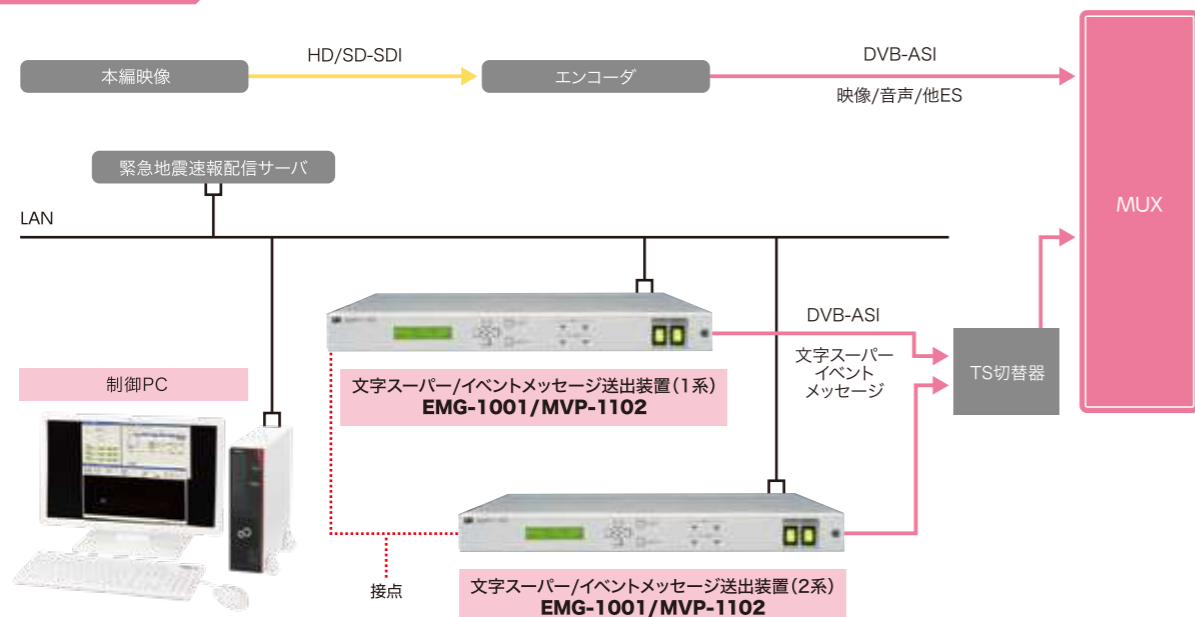 本編映像
HD/SD-SDI
エンコーダ
DVB-ASI
映像/音声/他ES
MUX
緊急地震速報配信サーバ
LAN
DVB-ASI
文字スーパー
イベント
メッセージ
TS切替器
制御PC
文字スーパー/イベントメッセージ送出装置(1系)
EMG-1001/MVP-1102
接点
文字スーパー/イベントメッセージ送出装置(2系)
EMG-1001/MVP-1102